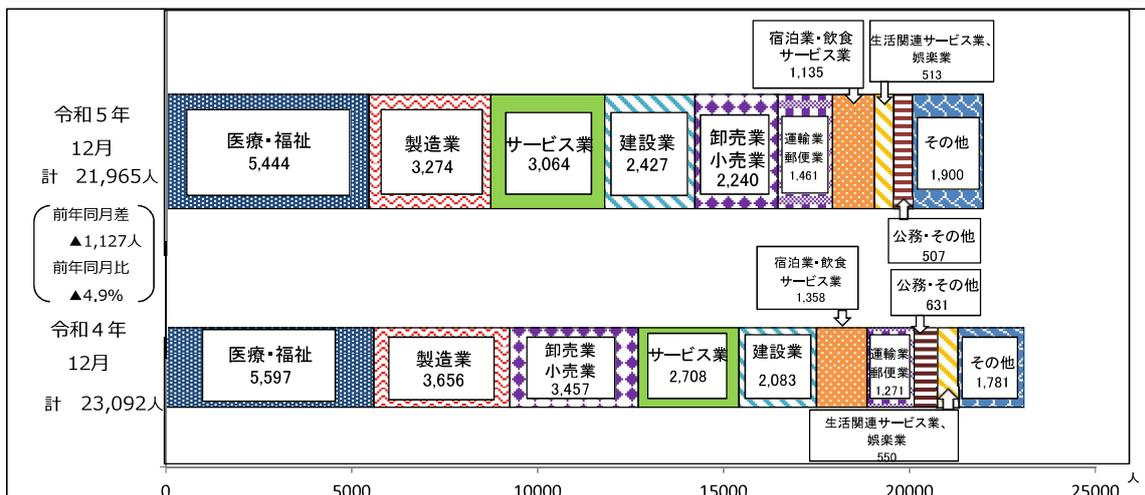 宿泊業・飲食
サービス業
1,135
生活関連サービス業、
娯楽業
513
令和５年
12月
計 21,965人
医療・福祉
5,444
製造業
3,274
サービス業
3,064
建設業
2,427
卸売業
小売業
2,240
運輸業
郵便業
1,461
その他
1,900
公務・その他
507
前年同月差
▲1,127人
前年同月比
▲4.9%
宿泊業・飲食
サービス業
1,358
公務・その他
631
令和４年
12月
計 23,092人
医療・福祉
5,597
製造業
3,656
卸売業
小売業
3,457
サービス業
2,708
建設業
2,083
運輸業
郵便業
1,271
その他
1,781
生活関連サービス業、
娯楽業
550
0 5000 10000 15000 20000 25000 人